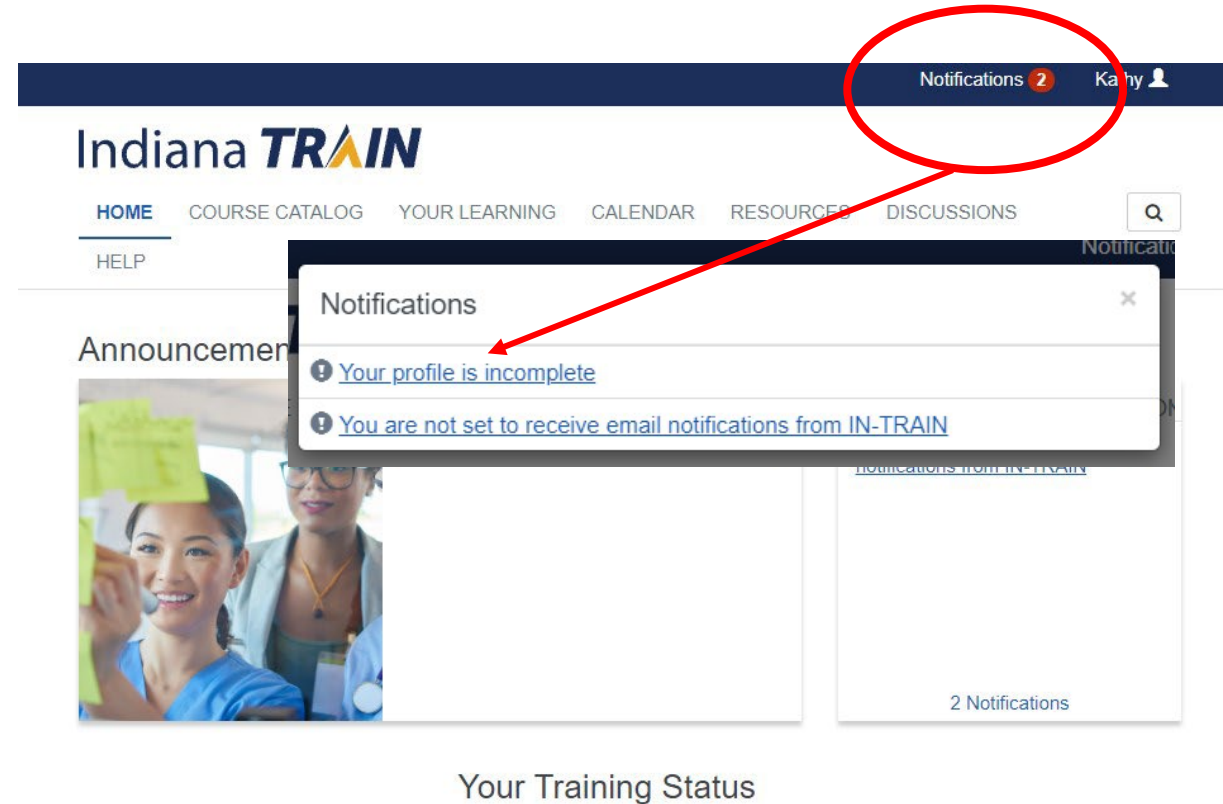 Notifications 2 Kathy
Indiana TRAIN
HOME COURSE CATALOG YOUR LEARNING CALENDAR RESOURCES DISCUSSIONS
HELP
Notifications
Your profile is incomplete
You are not set to receive email notifications from IN-TRAIN
notifications from IN-TRAIN
2 Notifications
Your Training Status